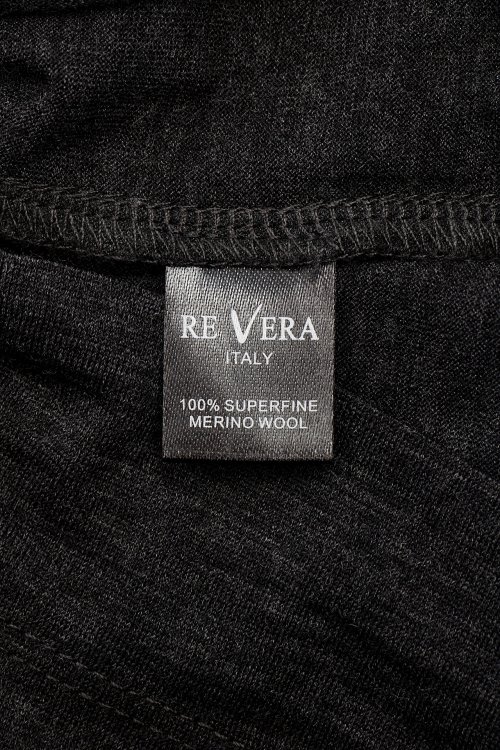 RE VERA
ITALY
100% SUPERFINE
MERINO WOOL